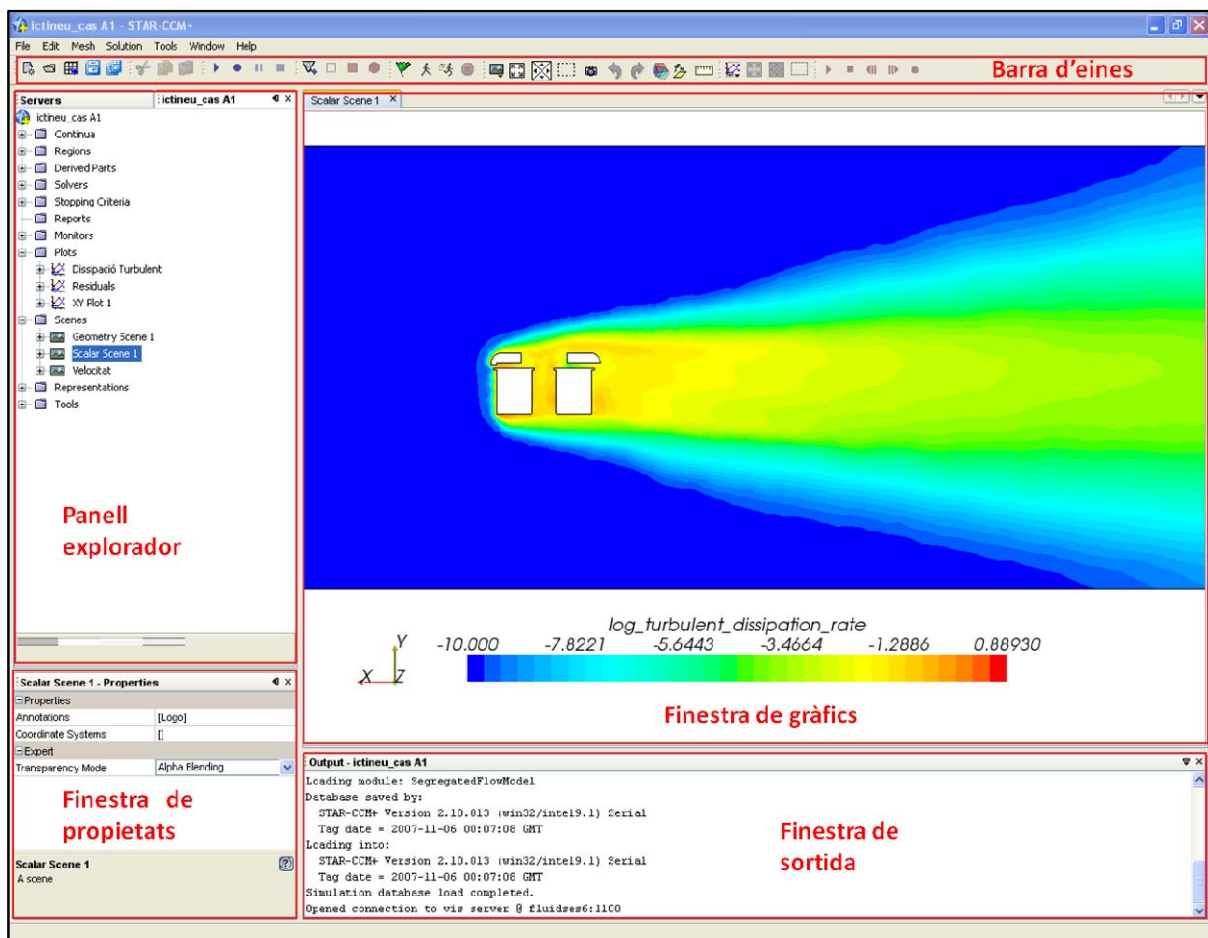 ictineu_cas A1 - STAR-CCM+
File Edit Mesh Solution Tools Window Help
Barra d'eines
Servers
ictineu_cas A1
ictineu_cas A1
Continua
Regions
Derived Parts
Solvers
Stopping Criteria
Reports
Monitors
Plots
Dissipació Turbulent
Residuals
XY Plot 1
Scenes
Geometry Scene 1
Scalar Scene 1
Velocitat
Representations
Tools
Panell
explorador
Scalar Scene 1
log_turbulent_dissipation_rate
-10.000 -7.8221 -5.6443 -3.4664 -1.2886 0.88930
Y
X Z
Finestra de gràfics
Scalar Scene 1 - Properties
Properties
Annotations [Logo]
Coordinate Systems []
Expert
Transparency Mode Alpha Blending
Finestra de
propietats
Scalar Scene 1
A scene
Output - ictineu_cas A1
Loading module: SegregatedFlowModel
Database saved by:
STAR-CCM+ Version 2.10.013 (win32/intel9.1) Serial
Tag date = 2007-11-06 00:07:08 GMT
Loading into:
STAR-CCM+ Version 2.10.013 (win32/intel9.1) Serial
Tag date = 2007-11-06 00:07:08 GMT
Simulation database load completed.
Opened connection to vis server @ fluidses6:1100
Finestra de
sortida